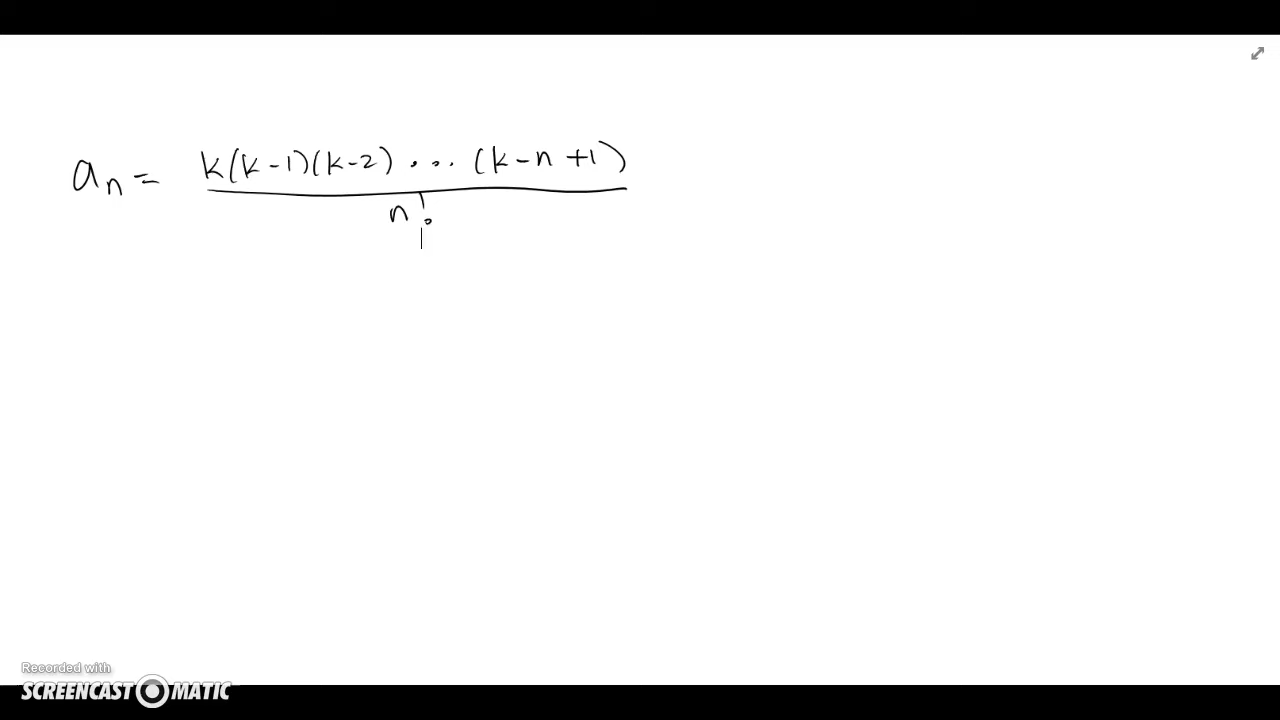 aₙ = k(k-1)(k-2) ... (k-n+1)
n!
Recorded with
SCREENCAST MATIC